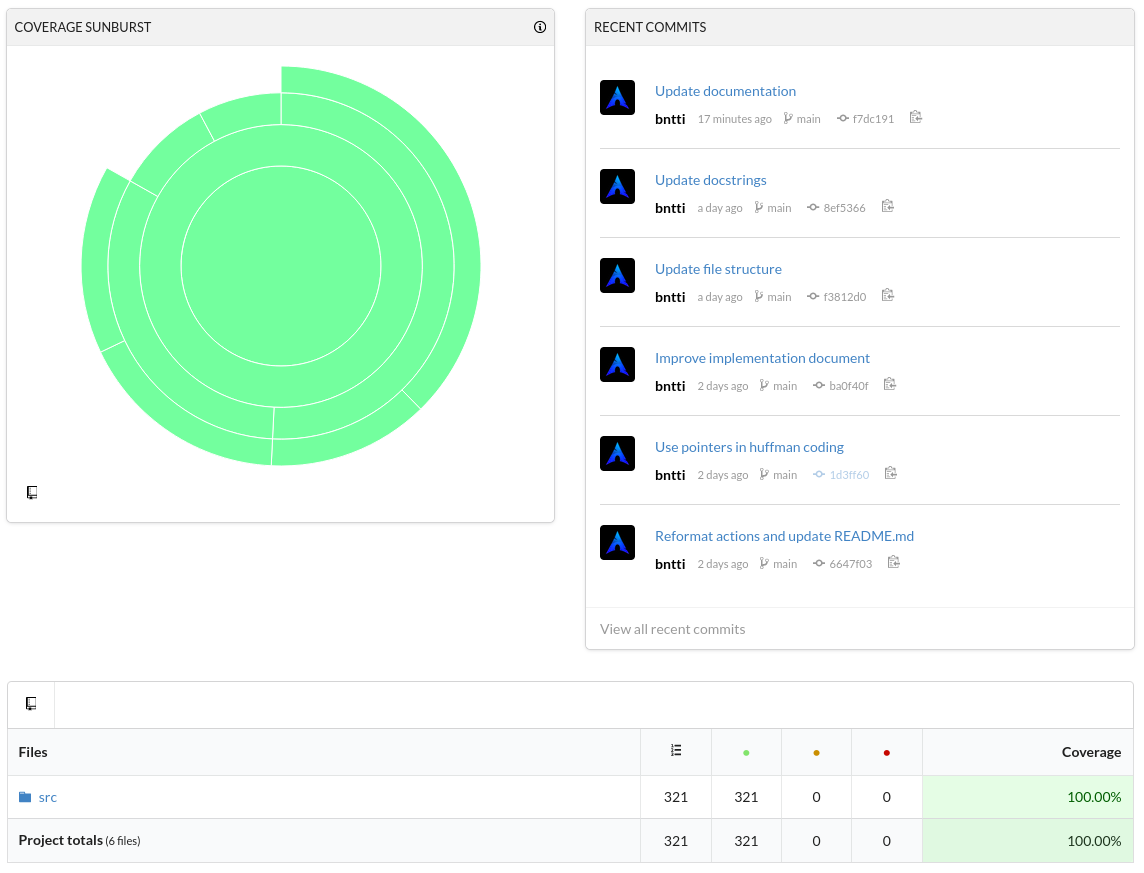 COVERAGE SUNBURST
RECENT COMMITS
Update documentation
bntti 17 minutes ago main f7dc191
Update docstrings
bntti a day ago main 8ef5366
Update file structure
bntti a day ago main f3812d0
Improve implementation document
bntti 2 days ago main ba0f40f
Use pointers in huffman coding
bntti 2 days ago main 1d3ff60
Reformat actions and update README.md
bntti 2 days ago main 6647f03
View all recent commits
Files Coverage
src 321 321 0 0 100.00%
Project totals (6 files) 321 321 0 0 100.00%